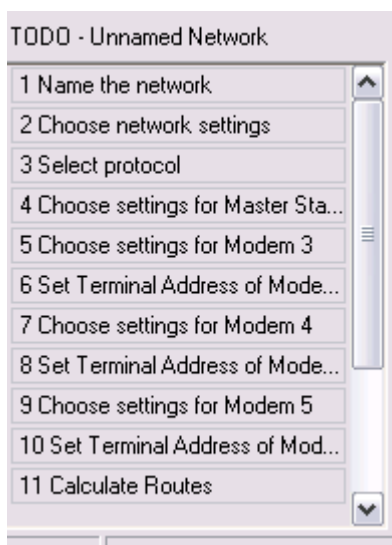 TODO - Unnamed Network
1 Name the network
2 Choose network settings
3 Select protocol
4 Choose settings for Master Sta...
5 Choose settings for Modem 3
6 Set Terminal Address of Mode...
7 Choose settings for Modem 4
8 Set Terminal Address of Mode...
9 Choose settings for Modem 5
10 Set Terminal Address of Mod...
11 Calculate Routes